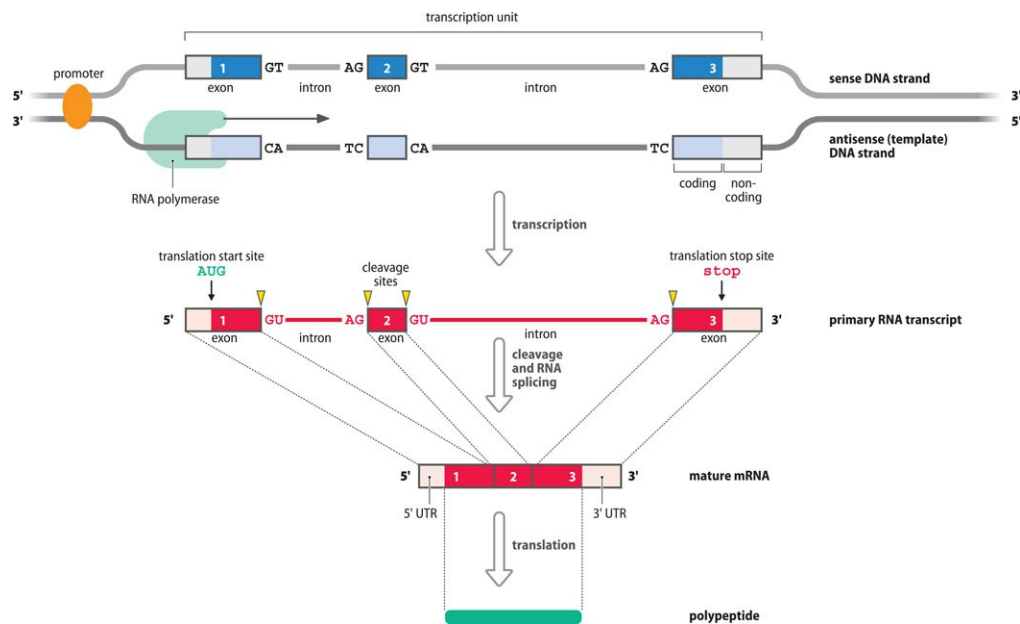 transcription unit
1 GT AG 2 GT AG 3
promoter
exon intron exon intron exon
sense DNA strand
5' 3'
3' 5'
antisense (template)
DNA strand
CA TC CA TC
RNA polymerase
coding non-
coding
transcription
translation start site
AUG
cleavage
sites
translation stop site
stop
5' 1 GU AG 2 GU AG 3 3' primary RNA transcript
exon intron exon intron exon
cleavage
and RNA
splicing
5' 1 2 3 3' mature mRNA
5' UTR 3' UTR
translation
polypeptide